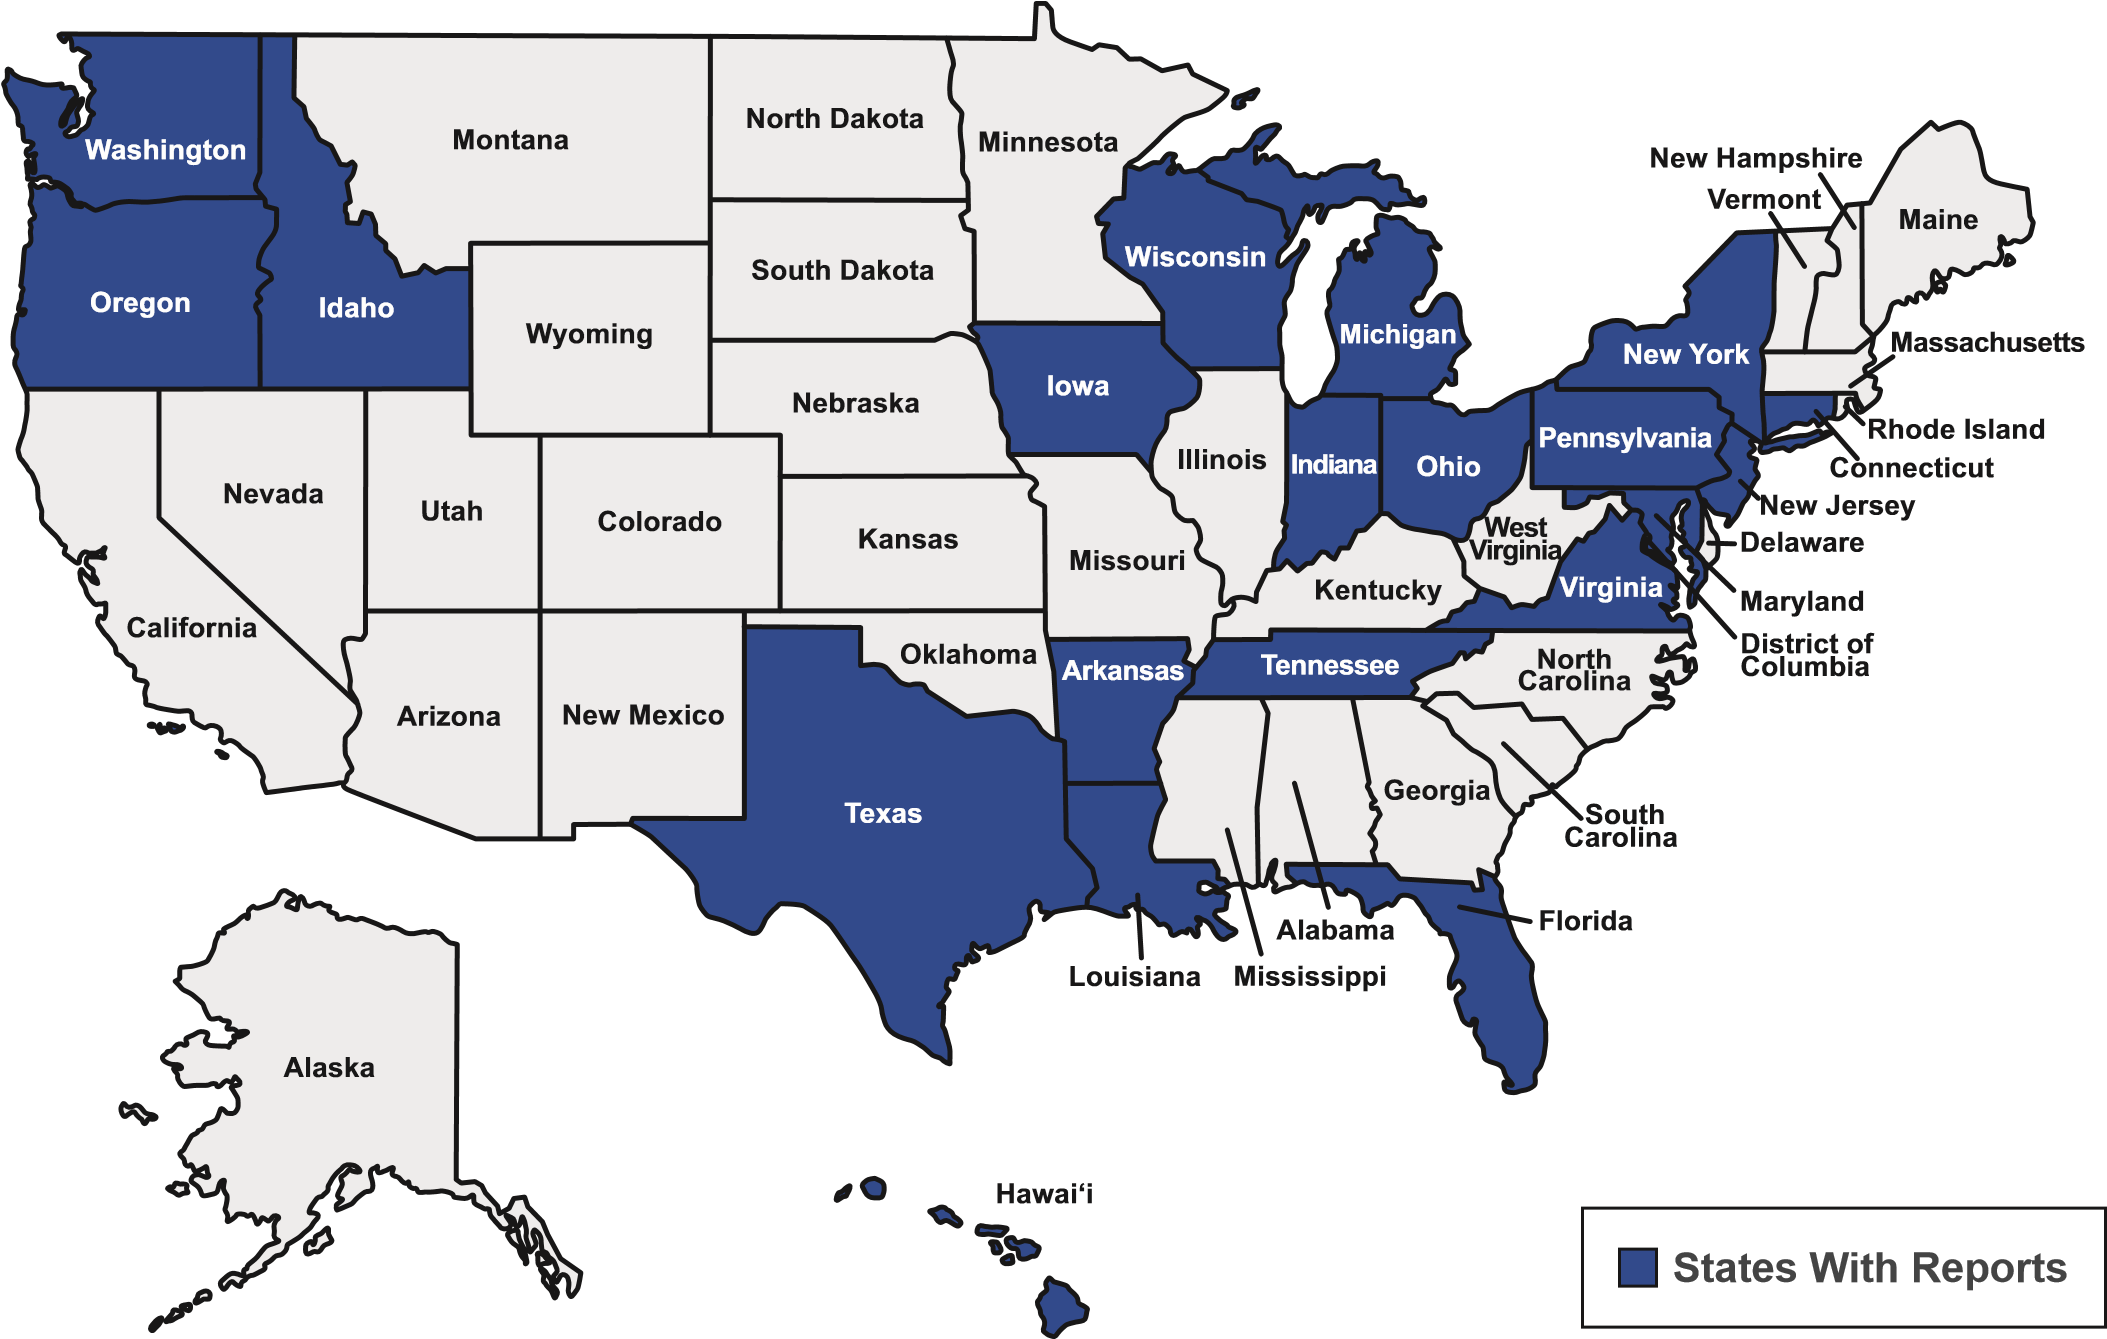 Washington
Montana
North Dakota
Minnesota
New Hampshire
Vermont
Maine
Oregon
Idaho
Wyoming
South Dakota
Wisconsin
Michigan
New York
Massachusetts
Nebraska
Iowa
Illinois
Indiana
Ohio
Pennsylvania
Rhode Island
Connecticut
New Jersey
Nevada
Utah
Colorado
Kansas
Missouri
Kentucky
West
Virginia
Virginia
Delaware
Maryland
District of
Columbia
California
Arizona
New Mexico
Oklahoma
Arkansas
Tennessee
North
Carolina
Texas
Georgia
South
Carolina
Louisiana
Mississippi
Alabama
Florida
Alaska
Hawai‘i
States With Reports